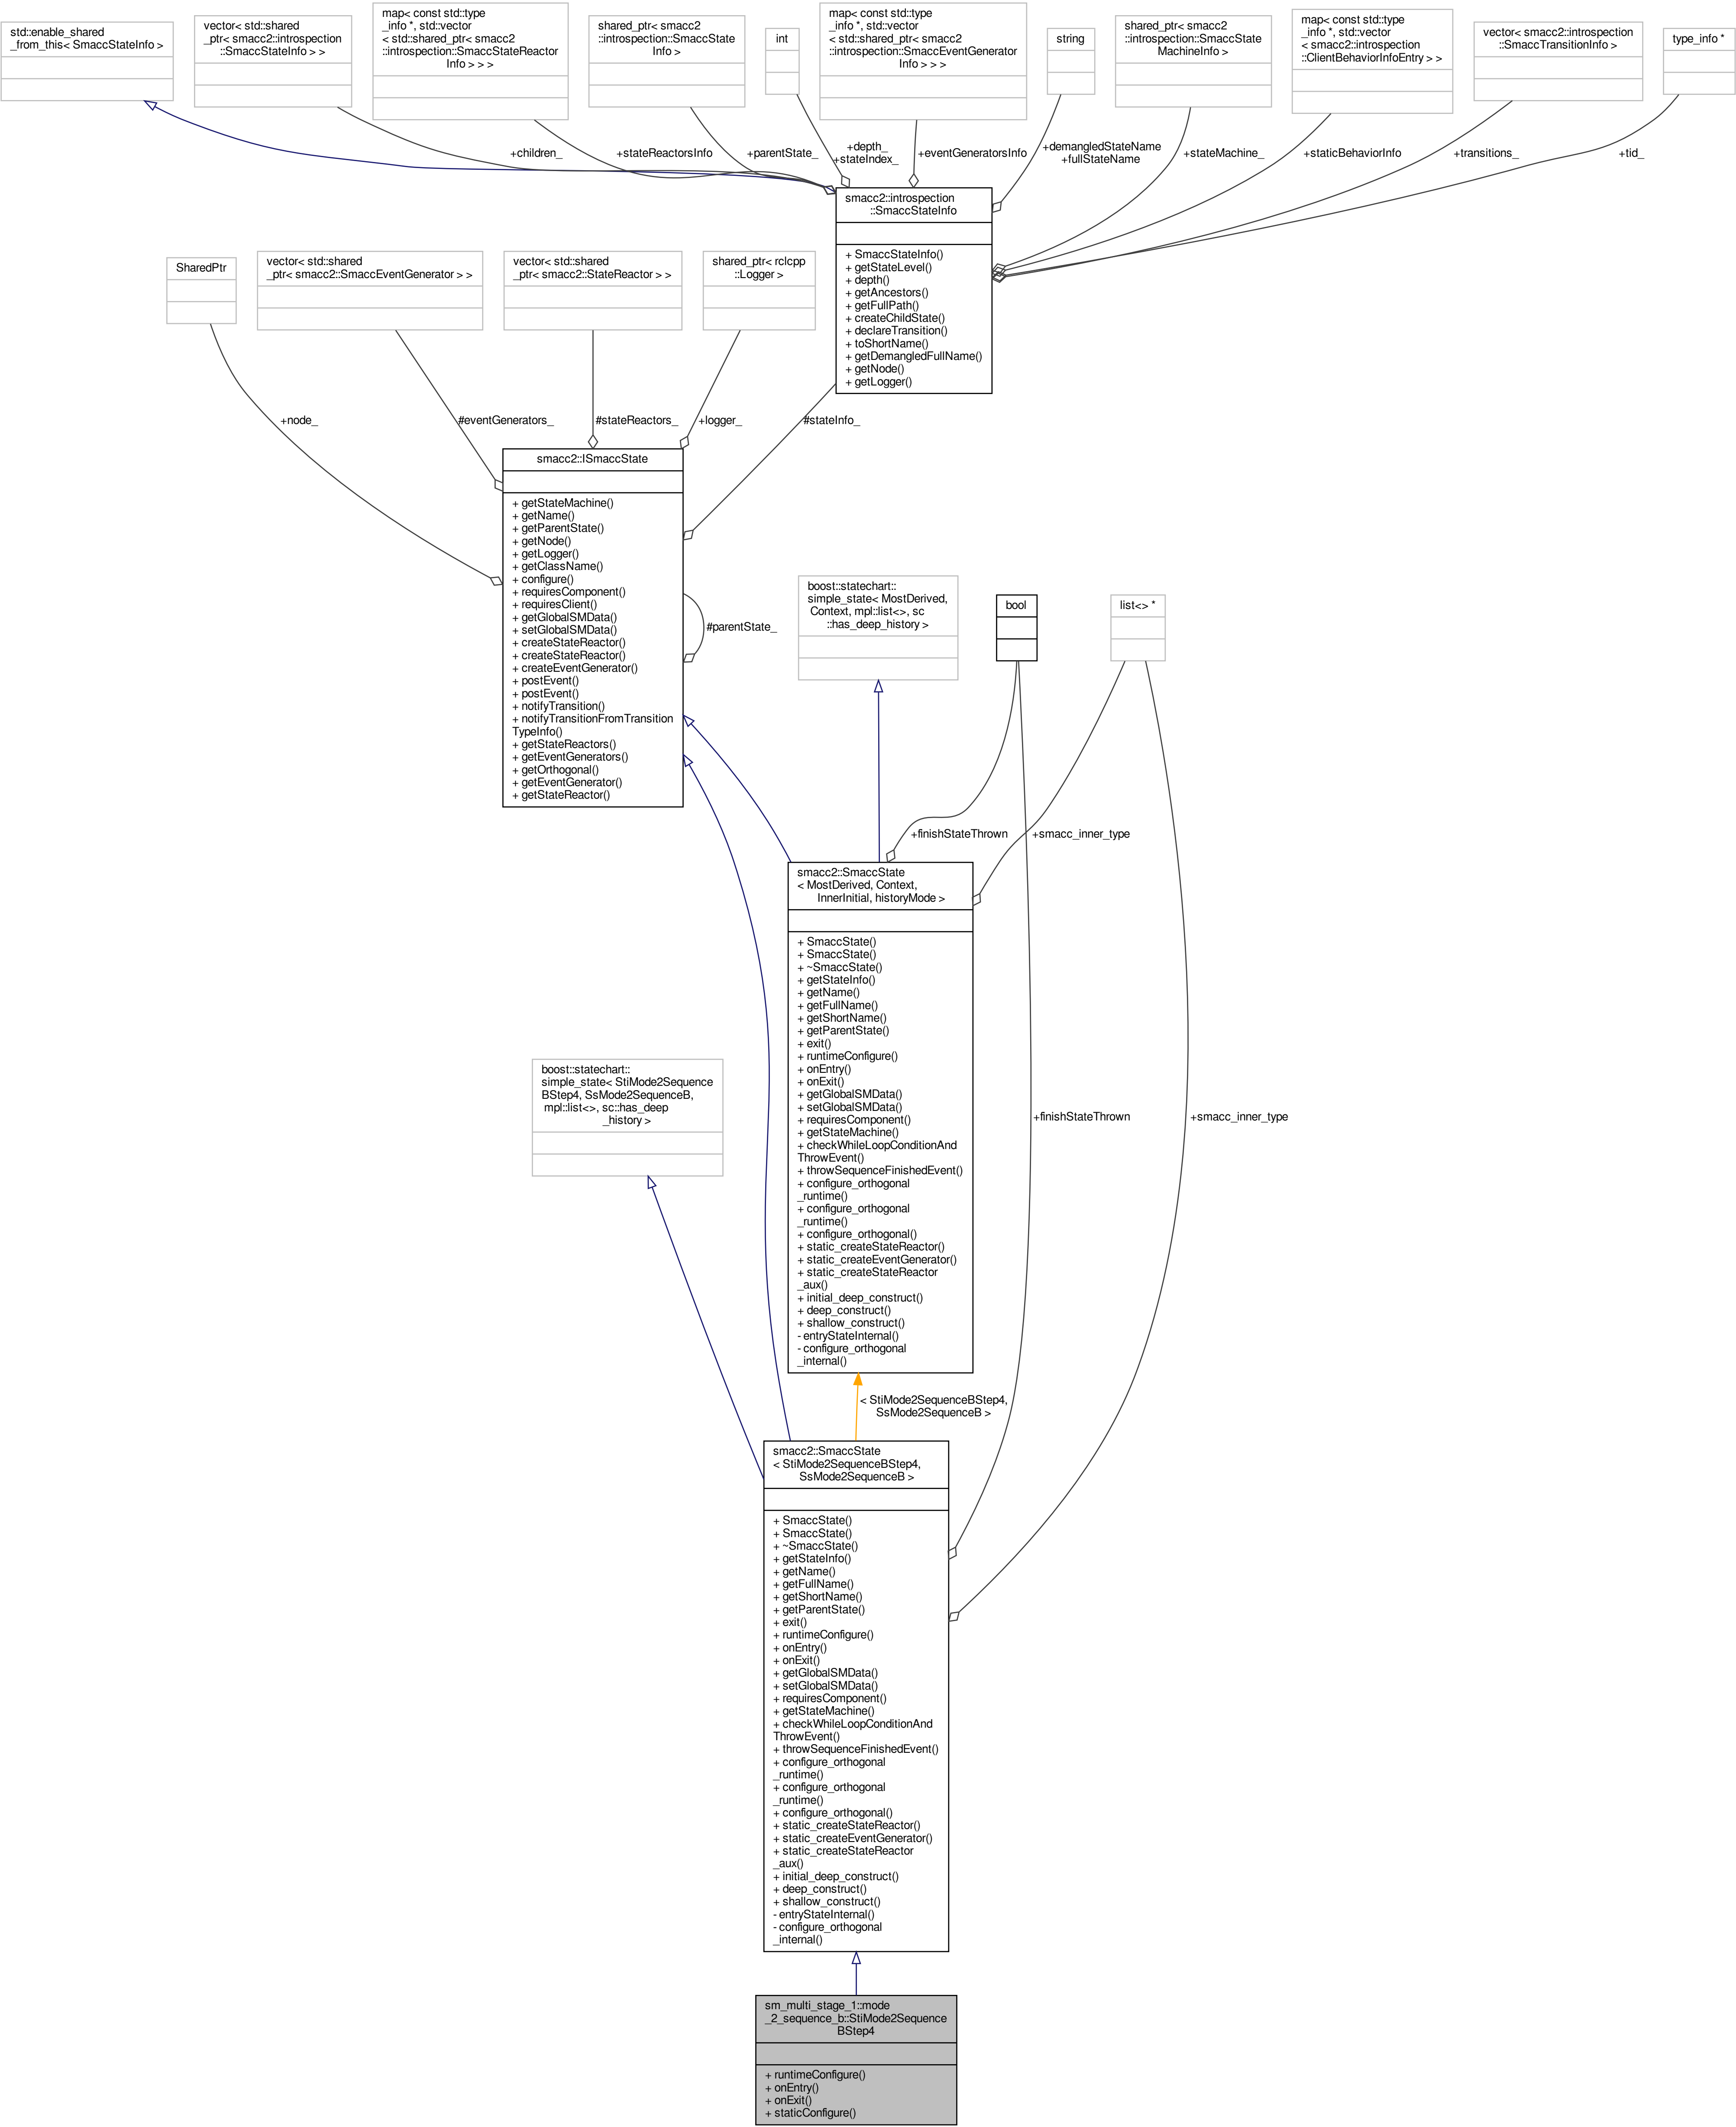 std::enable_shared
_from_this< SmaccStateInfo >
vector< std::shared
_ptr< smacc2::introspection
::SmaccStateInfo > >
map< const std::type
_info *, std::vector
< std::shared_ptr< smacc2
::introspection::SmaccStateReactor
Info > > >
shared_ptr< smacc2
::introspection::SmaccState
Info >
int
map< const std::type
_info *, std::vector
< std::shared_ptr< smacc2
::introspection::SmaccEventGenerator
Info > > >
string
shared_ptr< smacc2
::introspection::SmaccState
MachineInfo >
map< const std::type
_info *, std::vector
< smacc2::introspection
::ClientBehaviorInfoEntry > >
vector< smacc2::introspection
::SmaccTransitionInfo >
type_info *
+children_
+stateReactorsInfo
+parentState_
+depth_
+stateIndex_
+eventGeneratorsInfo
+demangledStateName
+fullStateName
+stateMachine_
+staticBehaviorInfo
+transitions_
+tid_
smacc2::introspection
::SmaccStateInfo
+ SmaccStateInfo()
+ getStateLevel()
+ depth()
+ getAncestors()
+ getFullPath()
+ createChildState()
+ declareTransition()
+ toShortName()
+ getDemangledFullName()
+ getNode()
+ getLogger()
SharedPtr
vector< std::shared
_ptr< smacc2::SmaccEventGenerator > >
vector< std::shared
_ptr< smacc2::StateReactor > >
shared_ptr< rclcpp
::Logger >
+node_
#eventGenerators_
#stateReactors_
+logger_
#stateInfo_
smacc2::ISmaccState
+ getStateMachine()
+ getName()
+ getParentState()
+ getNode()
+ getLogger()
+ getClassName()
+ configure()
+ requiresComponent()
+ requiresClient()
+ getGlobalSMData()
+ setGlobalSMData()
+ createStateReactor()
+ createStateReactor()
+ createEventGenerator()
+ postEvent()
+ postEvent()
+ notifyTransition()
+ notifyTransitionFromTransition
TypeInfo()
+ getStateReactors()
+ getEventGenerators()
+ getOrthogonal()
+ getEventGenerator()
+ getStateReactor()
#parentState_
boost::statechart::
simple_state< MostDerived,
Context, mpl::list<>, sc
::has_deep_history >
bool
list<> *
+finishStateThrown
+smacc_inner_type
smacc2::SmaccState
< MostDerived, Context,
InnerInitial, historyMode >
+ SmaccState()
+ SmaccState()
+ ~SmaccState()
+ getStateInfo()
+ getName()
+ getFullName()
+ getShortName()
+ getParentState()
+ exit()
+ runtimeConfigure()
+ onEntry()
+ onExit()
+ getGlobalSMData()
+ setGlobalSMData()
+ requiresComponent()
+ getStateMachine()
+ checkWhileLoopConditionAnd
ThrowEvent()
+ throwSequenceFinishedEvent()
+ configure_orthogonal
_runtime()
+ configure_orthogonal
_runtime()
+ configure_orthogonal()
+ static_createStateReactor()
+ static_createEventGenerator()
+ static_createStateReactor
_aux()
+ initial_deep_construct()
+ deep_construct()
+ shallow_construct()
- entryStateInternal()
- configure_orthogonal
_internal()
boost::statechart::
simple_state< StiMode2Sequence
BStep4, SsMode2SequenceB,
mpl::list<>, sc::has_deep
_history >
+finishStateThrown
+smacc_inner_type
< StiMode2SequenceBStep4,
SsMode2SequenceB >
smacc2::SmaccState
< StiMode2SequenceBStep4,
SsMode2SequenceB >
+ SmaccState()
+ SmaccState()
+ ~SmaccState()
+ getStateInfo()
+ getName()
+ getFullName()
+ getShortName()
+ getParentState()
+ exit()
+ runtimeConfigure()
+ onEntry()
+ onExit()
+ getGlobalSMData()
+ setGlobalSMData()
+ requiresComponent()
+ getStateMachine()
+ checkWhileLoopConditionAnd
ThrowEvent()
+ throwSequenceFinishedEvent()
+ configure_orthogonal
_runtime()
+ configure_orthogonal
_runtime()
+ configure_orthogonal()
+ static_createStateReactor()
+ static_createEventGenerator()
+ static_createStateReactor
_aux()
+ initial_deep_construct()
+ deep_construct()
+ shallow_construct()
- entryStateInternal()
- configure_orthogonal
_internal()
sm_multi_stage_1::mode
_2_sequence_b::StiMode2Sequence
BStep4
+ runtimeConfigure()
+ onEntry()
+ onExit()
+ staticConfigure()